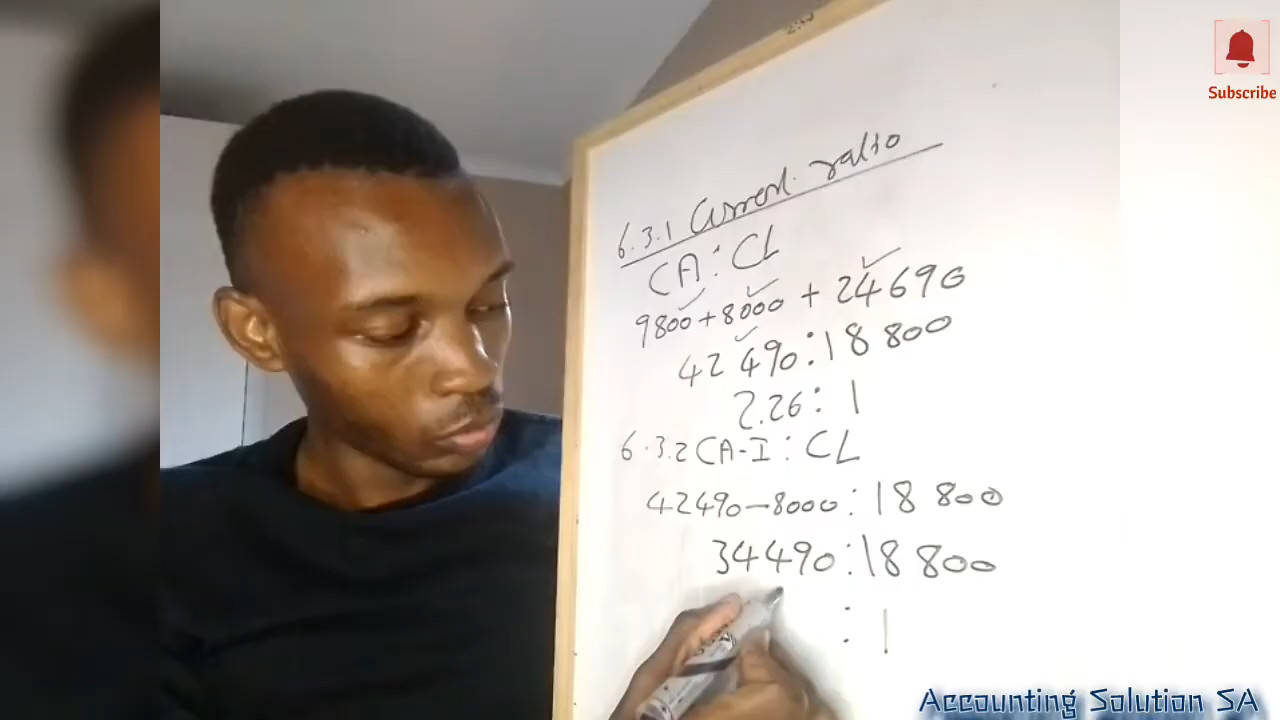 6.3.1 Current ratio
CA : CL
9800 + 8000 + 24690
42 490 : 18 800
2.26 : 1
6.3.2 CA-I : CL
42490 - 8000 : 18 800
34490 : 18 800
: 1
Subscribe
Accounting Solution SA